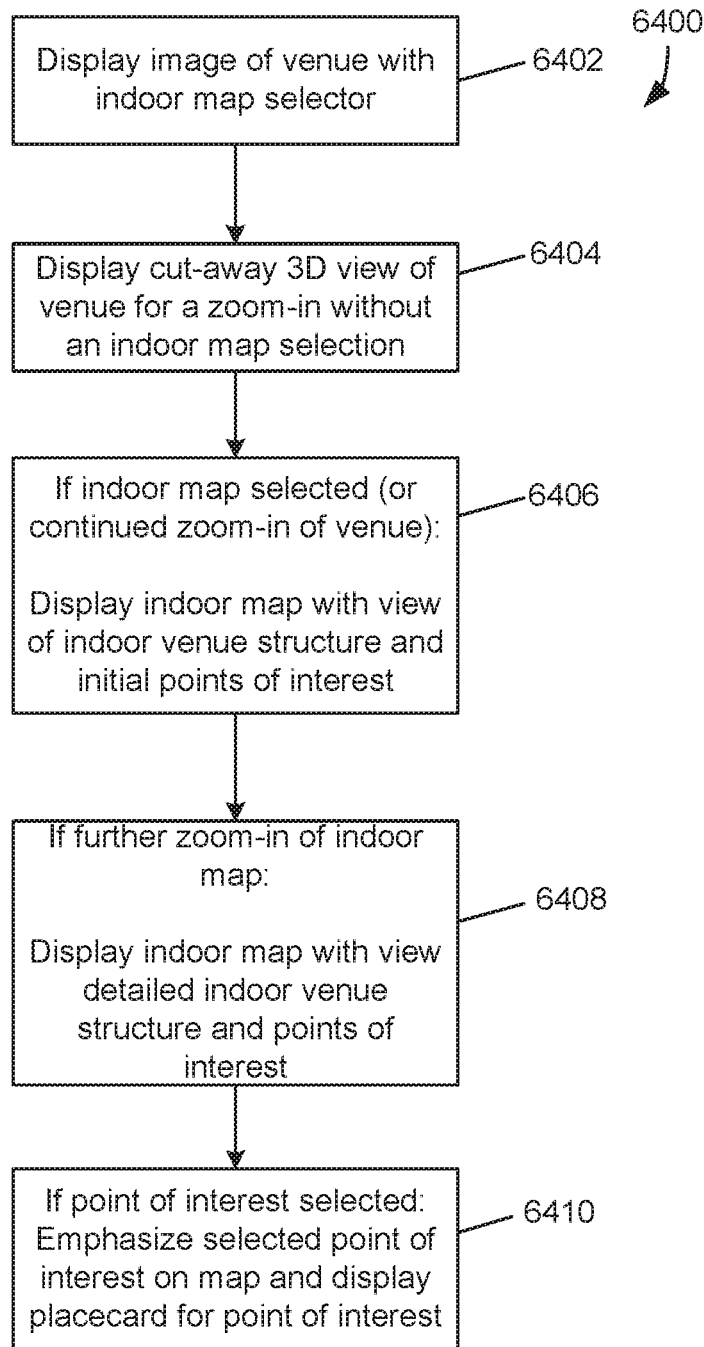 6400
Display image of venue with
indoor map selector
6402
Display cut-away 3D view of
venue for a zoom-in without
an indoor map selection
6404
If indoor map selected (or
continued zoom-in of venue):
Display indoor map with view
of indoor venue structure and
initial points of interest
6406
If further zoom-in of indoor
map:
Display indoor map with view
detailed indoor venue
structure and points of
interest
6408
If point of interest selected:
Emphasize selected point of
interest on map and display
placecard for point of interest
6410